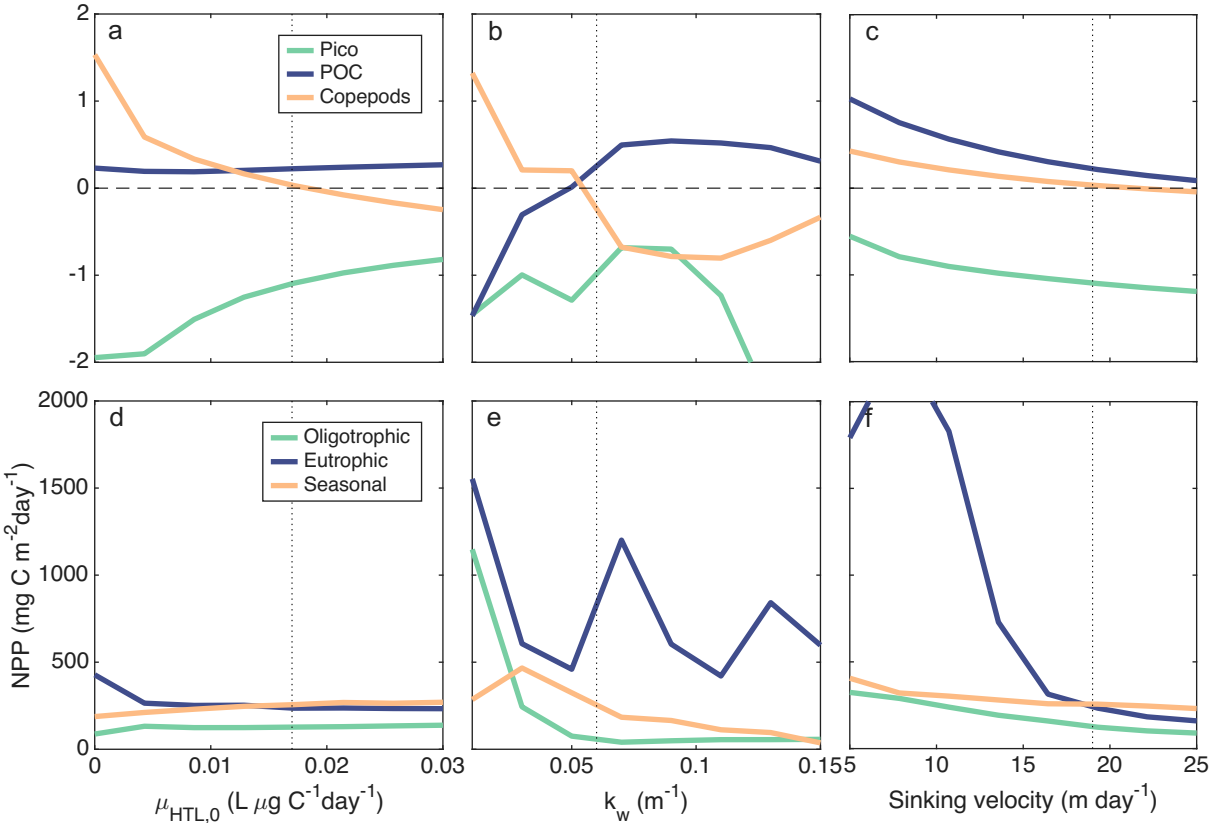 2
1
0
-1
-2
a
Pico
POC
Copepods
b
c
2000
1500
1000
500
0
NPP (mg C m⁻²day⁻¹)
d
Oligotrophic
Eutrophic
Seasonal
e
f
0
0.01
0.02
0.03
0.05
0.1
0.15
5
10
15
20
25
μHTL,0 (L μg C⁻¹day⁻¹)
kw (m⁻¹)
Sinking velocity (m day⁻¹)